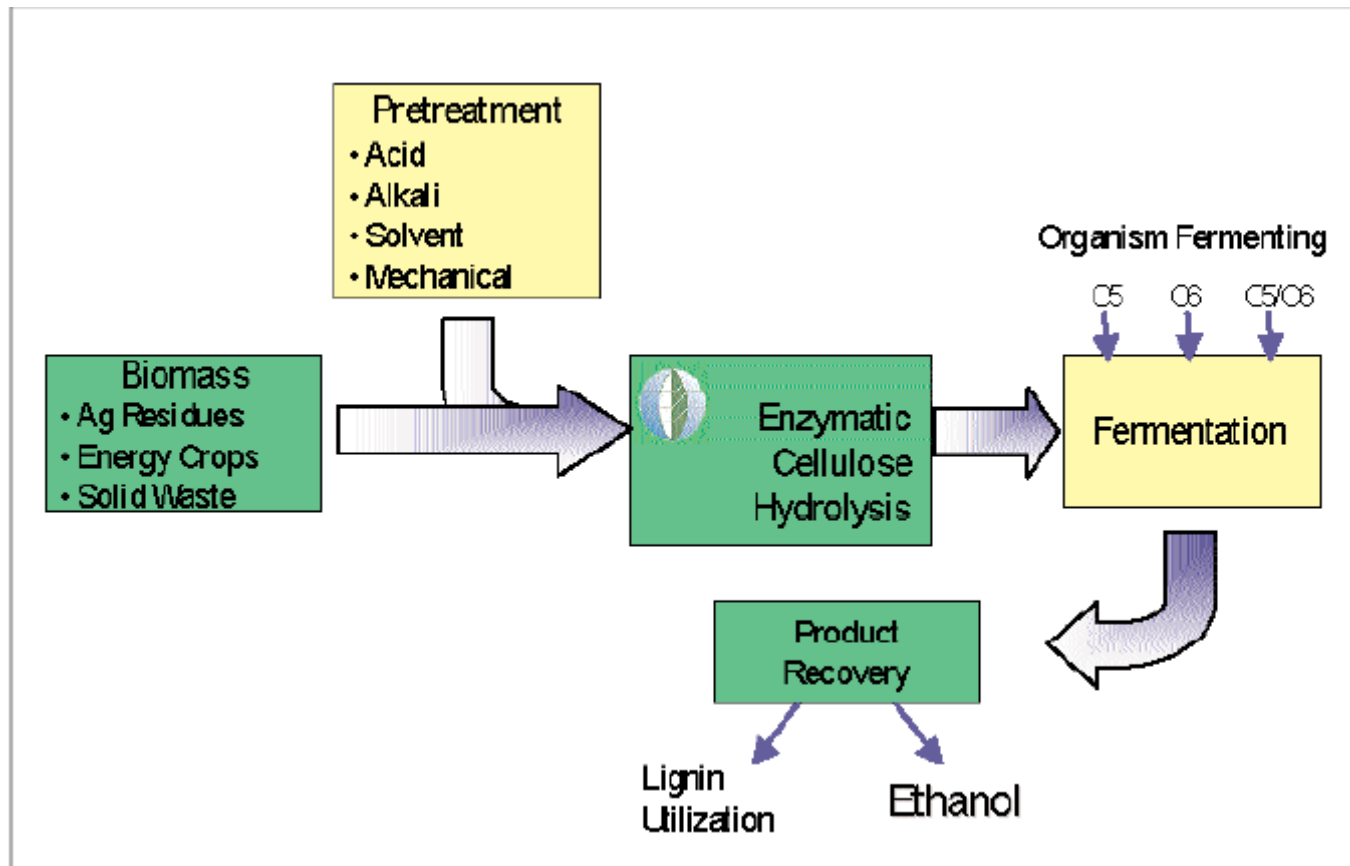 Pretreatment
• Acid
• Alkali
• Solvent
• Mechanical
Organism Fermenting
C5 C6 C5/C6
Biomass
• Ag Residues
• Energy Crops
• Solid Waste
Enzymatic
Cellulose
Hydrolysis
Fermentation
Product
Recovery
Lignin
Utilization
Ethanol